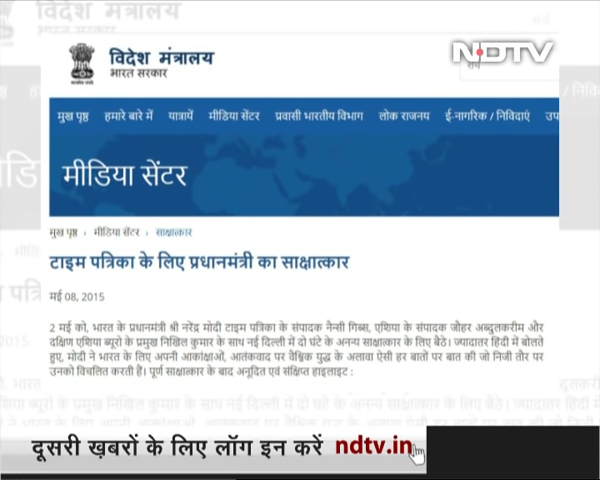 विदेश मंत्रालय
भारत सरकार
विदेश मंत्रालय
भारत सरकार
NDTV
मुख पृष्ठ हमारे बारे में यात्रायें मीडिया सेंटर प्रवासी भारतीय विभाग लोक राजनय ई-नागरिक / निविदाएं
मीडिया सेंटर
मुख पृष्ठ › मीडिया सेंटर › साक्षात्कार
टाइम पत्रिका के लिए प्रधानमंत्री का साक्षात्कार
मई 08, 2015
2 मई को, भारत के प्रधानमंत्री श्री नरेंद्र मोदी टाइम पत्रिका के संपादक नैन्सी गिब्स, एशिया के संपादक जौहर अब्दुलकरीम और
दक्षिण एशिया ब्यूरो के प्रमुख निखिल कुमार के साथ नई दिल्ली में दो घंटे के अनन्य साक्षात्कार के लिए बैठे। ज्यादातर हिंदी में बोलते
हुए, मोदी ने भारत के लिए अपनी आकांक्षाओं, आतंकवाद पर वैश्विक युद्ध के अलावा ऐसी हर बातों पर बात की जो निजी तौर पर
उनको विचलित करती हैं। पूर्ण साक्षात्कार के बाद अनूदित एवं संक्षिप्त हाइलाइट :
दूसरी ख़बरों के लिए लॉग इन करें ndtv.in